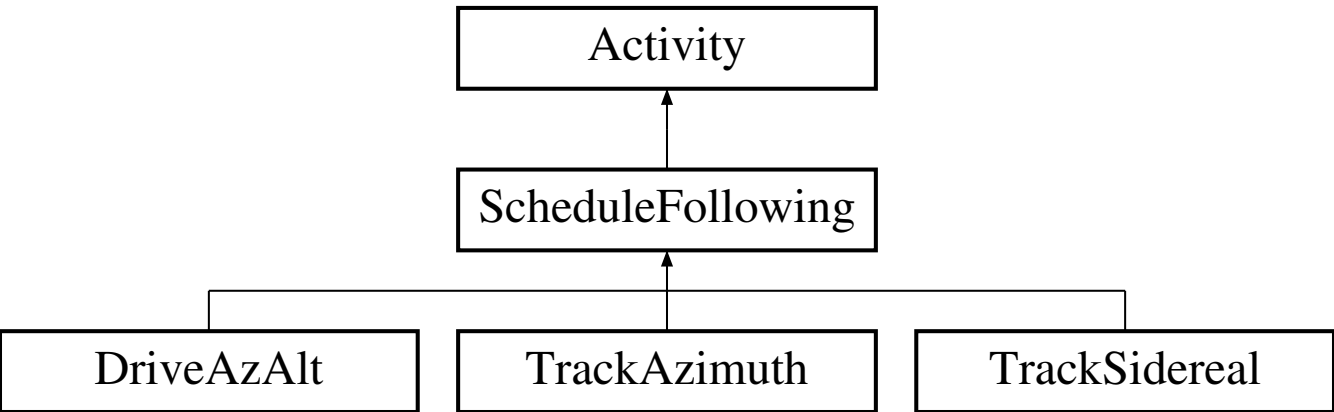 Activity
ScheduleFollowing
DriveAzAlt
TrackAzimuth
TrackSidereal